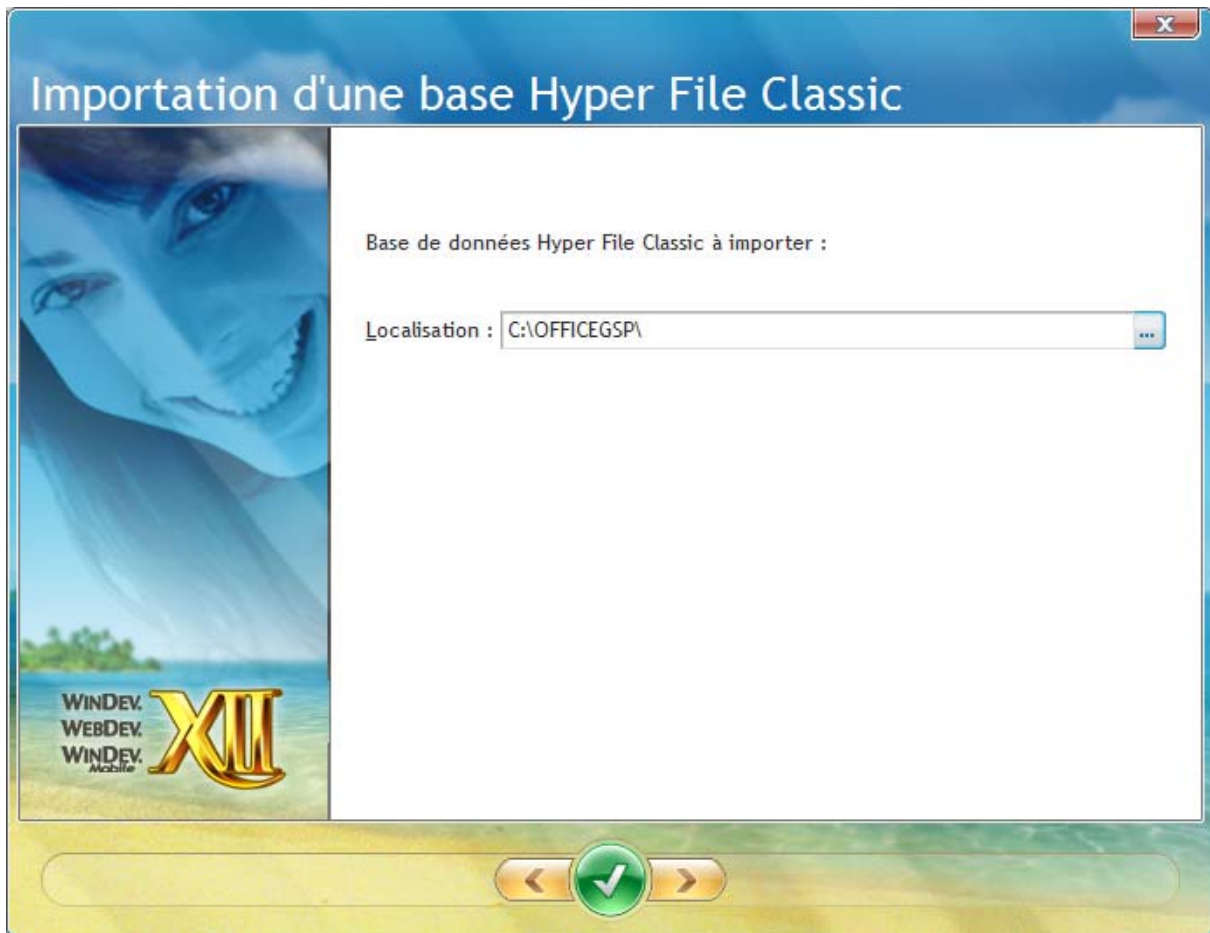 X
Importation d'une base Hyper File Classic
Base de données Hyper File Classic à importer :
Localisation : C:\OFFICEGSP\ ...
WINDEV.
WEBDEV.
WINDEV.
Mobile
XII